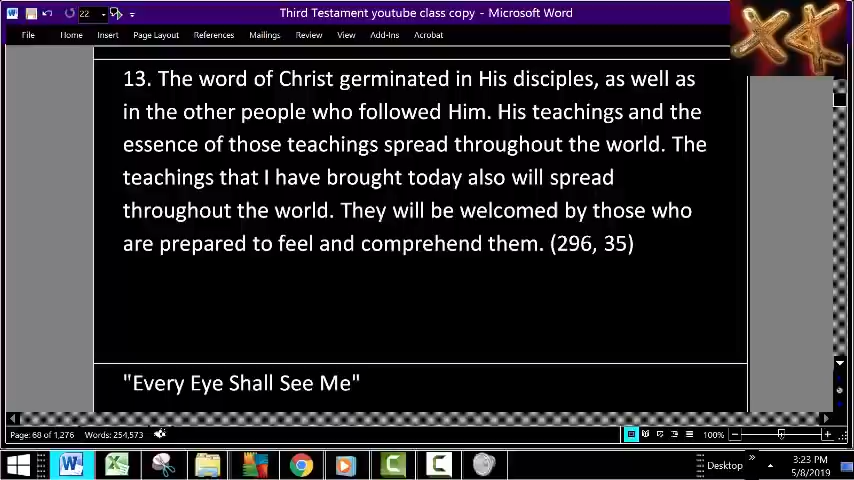 22
Third Testament youtube class copy - Microsoft Word
File Home Insert Page Layout References Mailings Review View Add-Ins Acrobat
13. The word of Christ germinated in His disciples, as well as
in the other people who followed Him. His teachings and the
essence of those teachings spread throughout the world. The
teachings that I have brought today also will spread
throughout the world. They will be welcomed by those who
are prepared to feel and comprehend them. (296, 35)
"Every Eye Shall See Me"
Page: 68 of 1,276 Words: 254,573 100%
Desktop
3:23 PM
5/8/2019